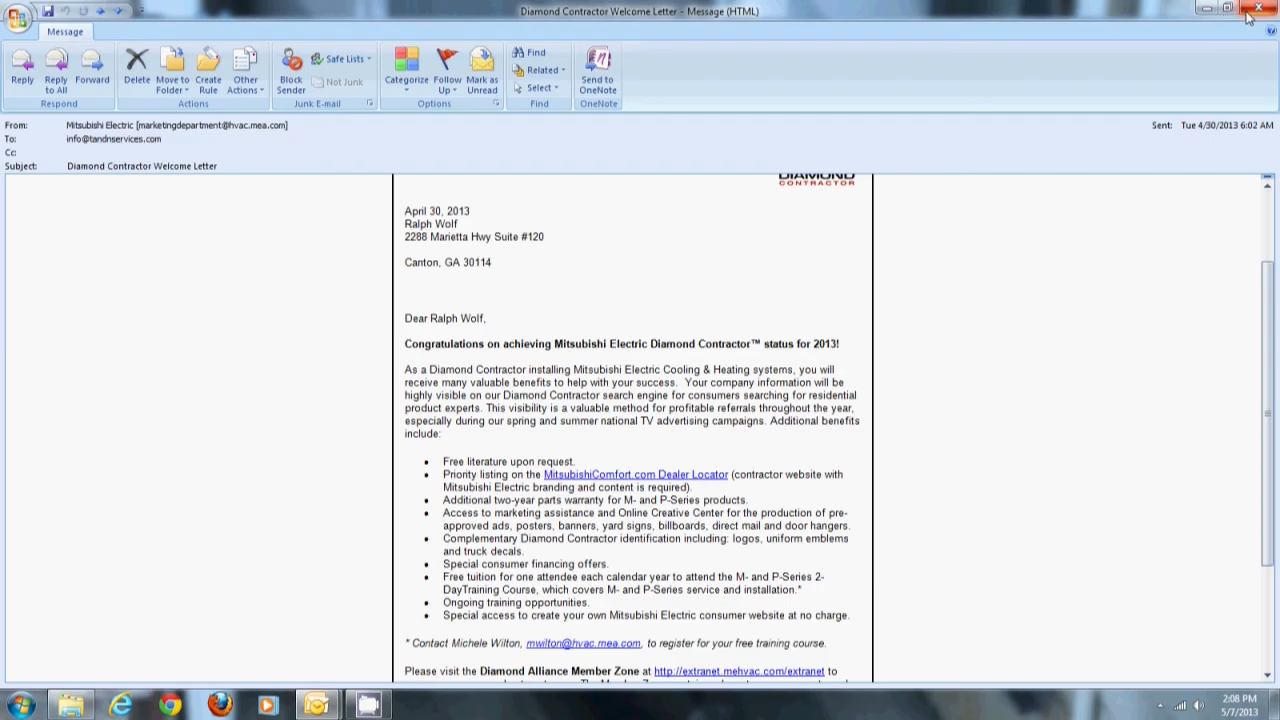 Diamond Contractor Welcome Letter - Message (HTML)
Message
Reply
Reply to All
Forward
Respond
Delete
Move to Folder
Create Rule
Other Actions
Actions
Block Sender
Safe Lists
Not Junk
Junk E-mail
Categorize
Follow Up
Mark as Unread
Options
Find
Related
Select
Find
Send to OneNote
OneNote
From: Mitsubishi Electric [marketingdepartment@hvac.mea.com] Sent: Tue 4/30/2013 6:02 AM
To: info@tandnservices.com
Cc:
Subject: Diamond Contractor Welcome Letter
DIAMOND
CONTRACTOR
April 30, 2013
Ralph Wolf
2288 Marietta Hwy Suite #120
Canton, GA 30114
Dear Ralph Wolf,
Congratulations on achieving Mitsubishi Electric Diamond Contractor™ status for 2013!
As a Diamond Contractor installing Mitsubishi Electric Cooling & Heating systems, you will
receive many valuable benefits to help with your success. Your company information will be
highly visible on our Diamond Contractor search engine for consumers searching for residential
product experts. This visibility is a valuable method for profitable referrals throughout the year,
especially during our spring and summer national TV advertising campaigns. Additional benefits
include:
• Free literature upon request.
• Priority listing on the MitsubishiComfort.com Dealer Locator (contractor website with
Mitsubishi Electric branding and content is required).
• Additional two-year parts warranty for M- and P-Series products.
• Access to marketing assistance and Online Creative Center for the production of pre-
approved ads, posters, banners, yard signs, billboards, direct mail and door hangers.
• Complementary Diamond Contractor identification including: logos, uniform emblems
and truck decals.
• Special consumer financing offers.
• Free tuition for one attendee each calendar year to attend the M- and P-Series 2-
DayTraining Course, which covers M- and P-Series service and installation.*
• Ongoing training opportunities.
• Special access to create your own Mitsubishi Electric consumer website at no charge.
* Contact Michele Wilton, mwilton@hvac.mea.com, to register for your free training course.
Please visit the Diamond Alliance Member Zone at http://extranet.mehvac.com/extranet to
2:08 PM
5/7/2013